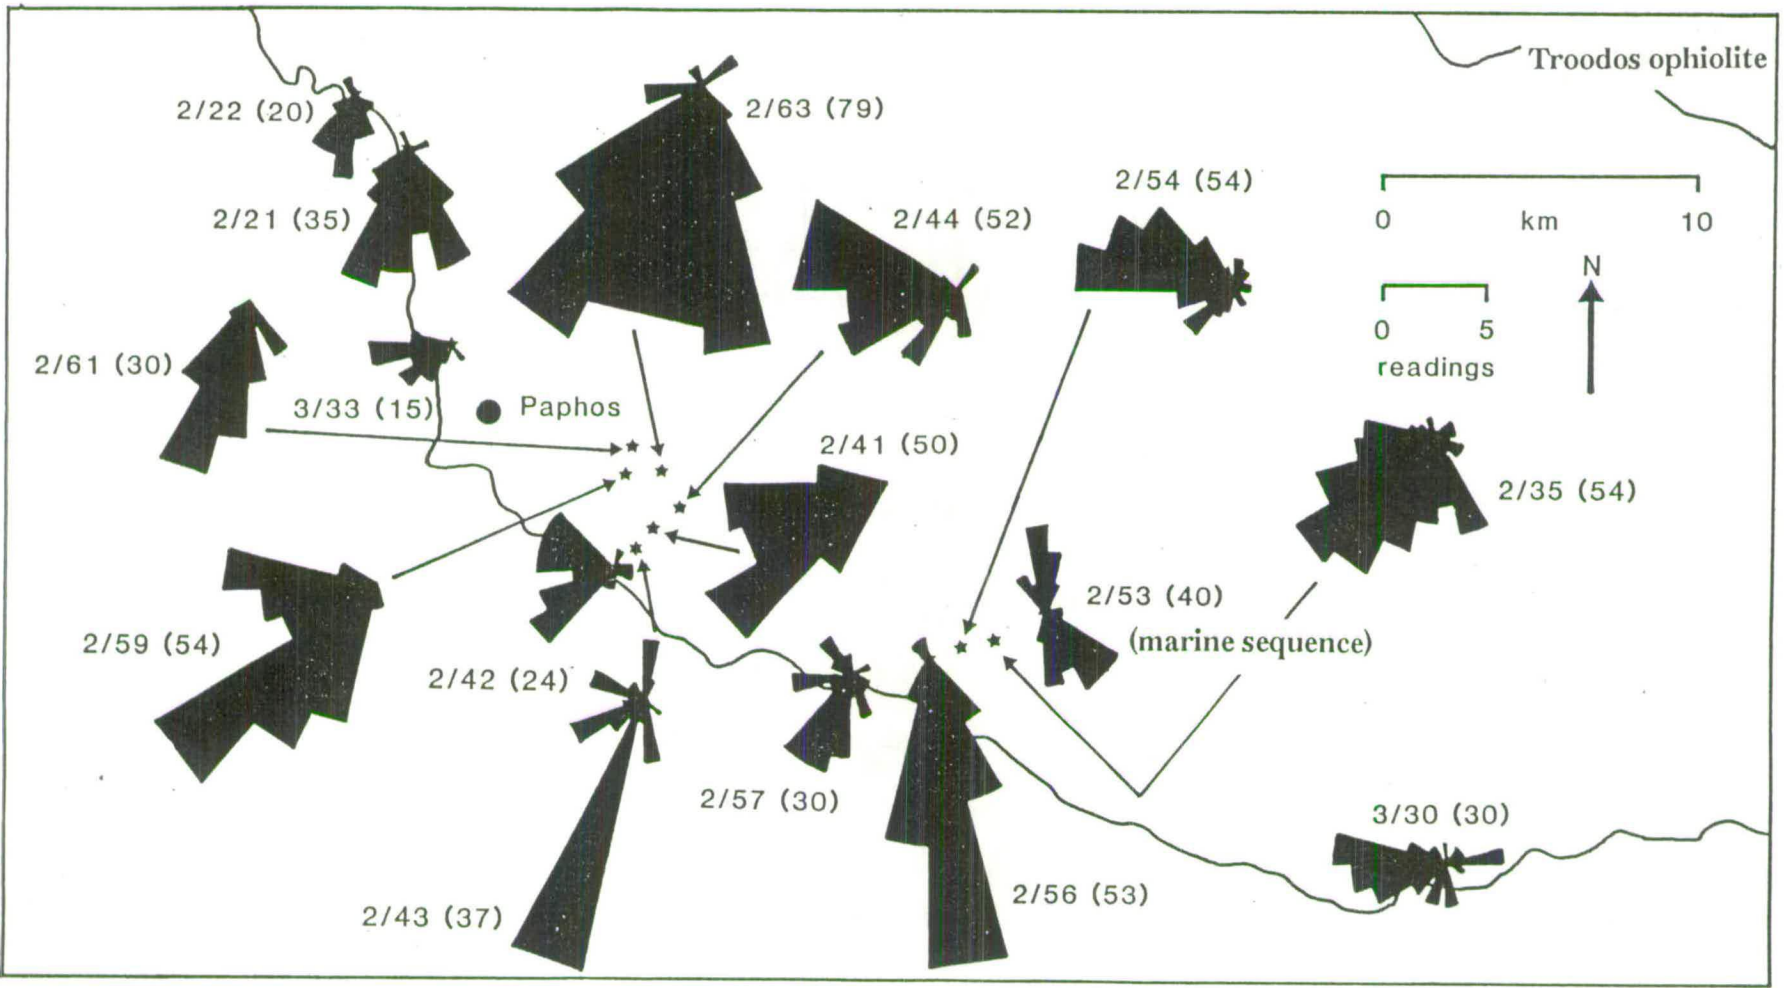 Troodos ophiolite
2/22 (20)
2/63 (79)
2/54 (54)
2/21 (35)
2/44 (52)
0 km 10
N
0 5
readings
2/61 (30)
3/33 (15)
Paphos
2/41 (50)
2/35 (54)
2/53 (40)
(marine sequence)
2/59 (54)
2/42 (24)
2/57 (30)
3/30 (30)
2/43 (37)
2/56 (53)